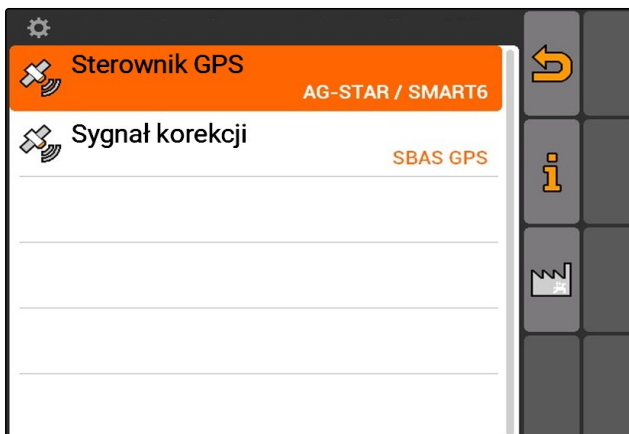 Sterownik GPS
AG-STAR / SMART6
Sygnał korekcji
SBAS GPS